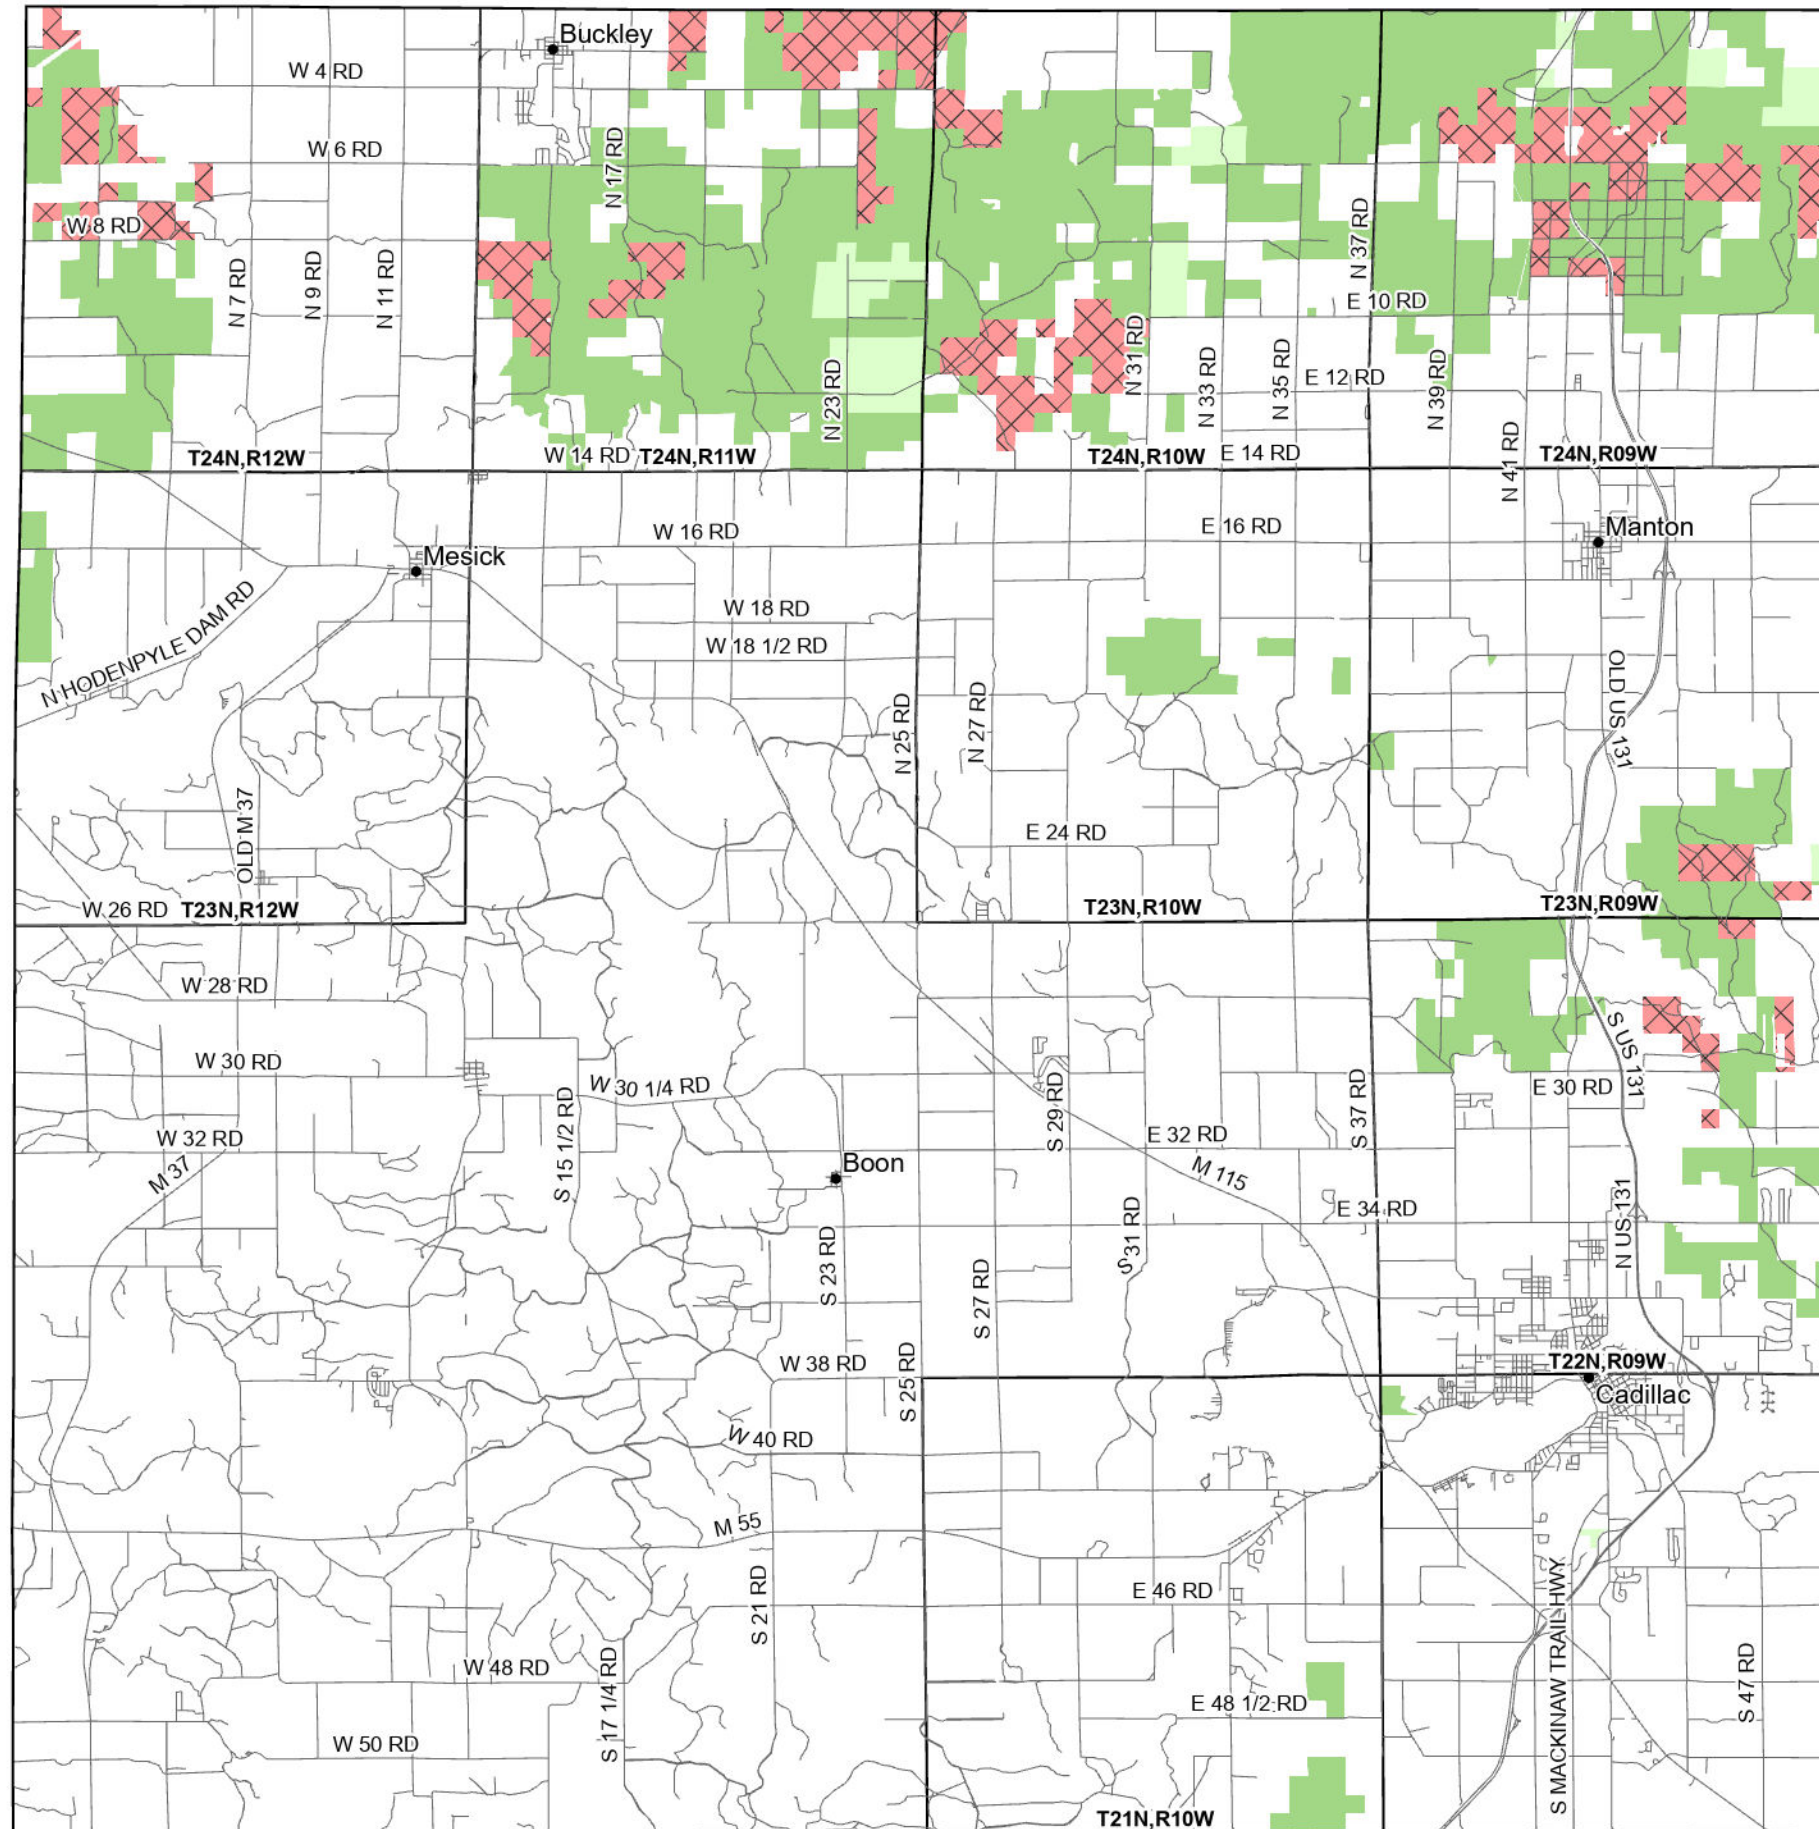 Buckley
W 4 RD
W 6 RD
N 17 RD
W 8 RD
N 7 RD
N 9 RD
N 11 RD
N 37 RD
E 10 RD
N 23 RD
N 31 RD
N 33 RD
N 35 RD
E 12 RD
N 39 RD
T24N,R12W
W 14 RD
T24N,R11W
T24N,R10W
E 14 RD
N 41 RD
T24N,R09W
W 16 RD
E 16 RD
Manton
Mesick
N HODENPYLE DAM RD
W 18 RD
W 18 1/2 RD
N 25 RD
N 27 RD
OLD US 131
OLD M 37
E 24 RD
W 26 RD
T23N,R12W
T23N,R10W
T23N,R09W
W 28 RD
S US 131
W 30 RD
W 30 1/4 RD
S 15 1/2 RD
S 29 RD
S 37 RD
E 30 RD
W 32 RD
M 37
Boon
E 32 RD
M 115
E 34 RD
N US 131
S 23 RD
S 27 RD
S 31 RD
W 38 RD
S 25 RD
T22N,R09W
Cadillac
W 40 RD
M 55
S 21 RD
E 46 RD
S MACKINAW TRAIL HWY
W 48 RD
S 17 1/4 RD
E 48 1/2 RD
S 47 RD
W 50 RD
T21N,R10W